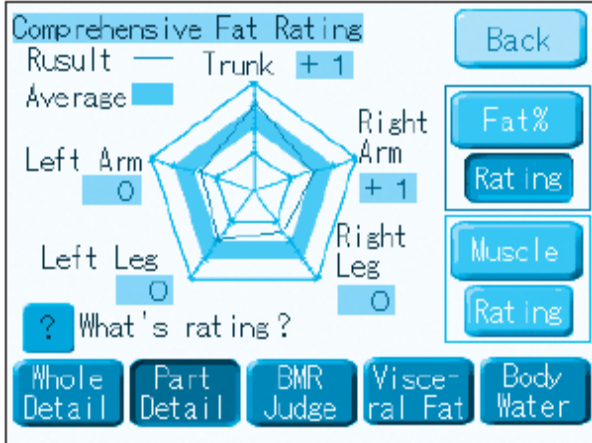 Comprehensive Fat Rating
Back
Rusult
Trunk + 1
Average
Right
Arm
+ 1
Left Arm
0
Fat%
Rating
Left Leg
0
Right
Leg
0
Muscle
Rating
? What's rating?
Whole
Detail
Part
Detail
BMR
Judge
Visce-
ral Fat
Body
Water